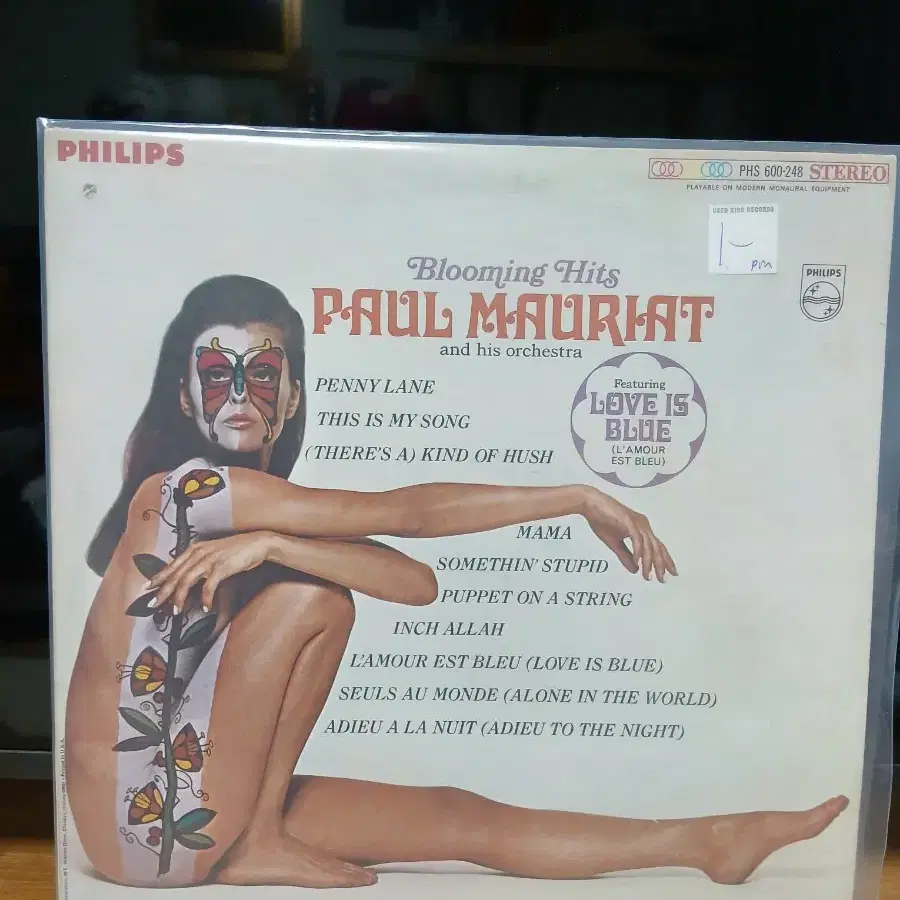 PHILIPS
PHS 600-248 STEREO
PLAYABLE ON MODERN MONAURAL EQUIPMENT
USED KIDS RECORDS
1-
PM
PHILIPS
Blooming Hits
PAUL MAURIAT
and his orchestra
Featuring
LOVE IS
BLUE
(L'AMOUR
EST BLEU)
PENNY LANE
THIS IS MY SONG
(THERE'S A) KIND OF HUSH
MAMA
SOMETHIN' STUPID
PUPPET ON A STRING
INCH ALLAH
L'AMOUR EST BLEU (LOVE IS BLUE)
SEULS AU MONDE (ALONE IN THE WORLD)
ADIEU A LA NUIT (ADIEU TO THE NIGHT)